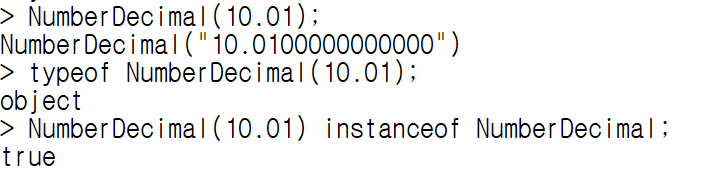 > NumberDecimal(10.01);
NumberDecimal("10.0100000000000")
> typeof NumberDecimal(10.01);
object
> NumberDecimal(10.01) instanceof NumberDecimal;
true